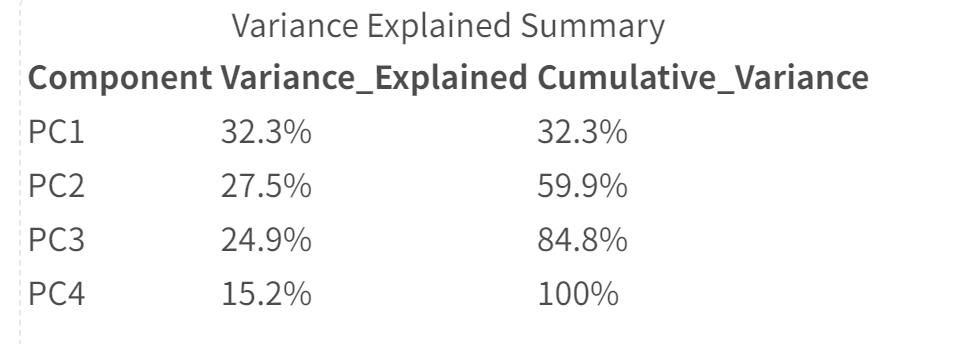 Variance Explained Summary
Component Variance_Explained Cumulative_Variance
PC1 32.3% 32.3%
PC2 27.5% 59.9%
PC3 24.9% 84.8%
PC4 15.2% 100%